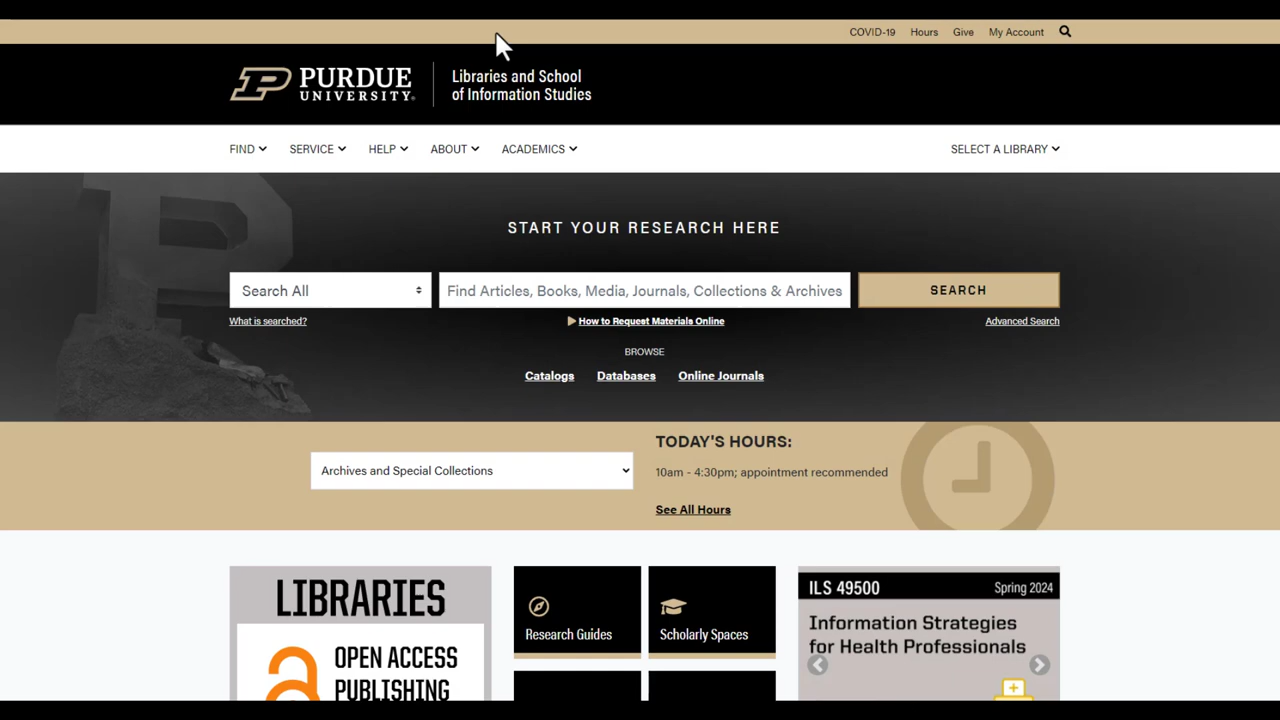 COVID-19 Hours Give My Account
PURDUE UNIVERSITY.
Libraries and School
of Information Studies
FIND SERVICE HELP ABOUT ACADEMICS SELECT A LIBRARY
START YOUR RESEARCH HERE
Search All
Find Articles, Books, Media, Journals, Collections & Archives
SEARCH
What is searched?
How to Request Materials Online
Advanced Search
BROWSE
Catalogs Databases Online Journals
Archives and Special Collections
TODAY'S HOURS:
10am - 4:30pm; appointment recommended
See All Hours
LIBRARIES
OPEN ACCESS
PUBLISHING
Research Guides
Scholarly Spaces
ILS 49500 Spring 2024
Information Strategies
for Health Professionals